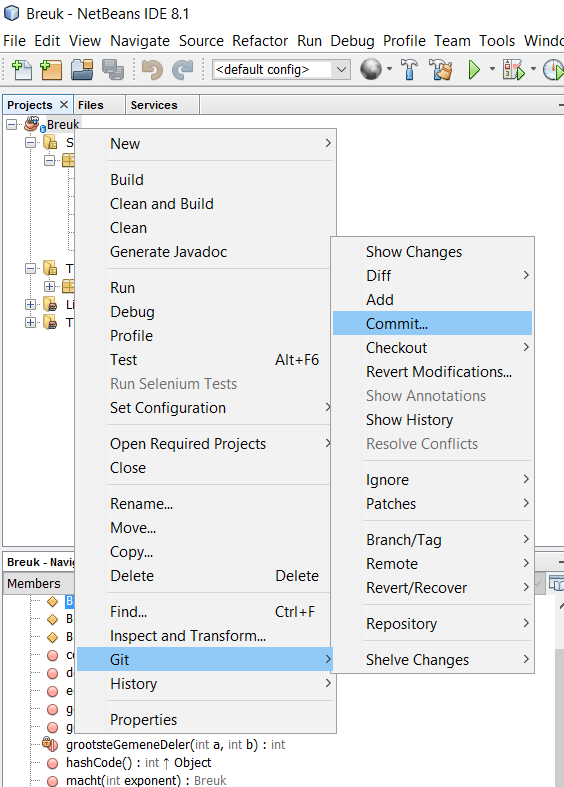 Breuk - NetBeans IDE 8.1
File Edit View Navigate Source Refactor Run Debug Profile Team Tools
<default config>
Projects Files Services
Breuk
New
Build
Clean and Build
Clean
Generate Javadoc
Run
Debug
Profile
Test Alt+F6
Run Selenium Tests
Set Configuration
Open Required Projects
Close
Rename...
Move...
Copy...
Delete Delete
Find... Ctrl+F
Inspect and Transform...
Git
History
Properties
Show Changes
Diff
Add
Commit...
Checkout
Revert Modifications...
Show Annotations
Show History
Resolve Conflicts
Ignore
Patches
Branch/Tag
Remote
Revert/Recover
Repository
Shelve Changes
Members
grootsteGemeneDeler(int a, int b) : int
hashCode() : int ↑ Object
macht(int exponent) : Breuk